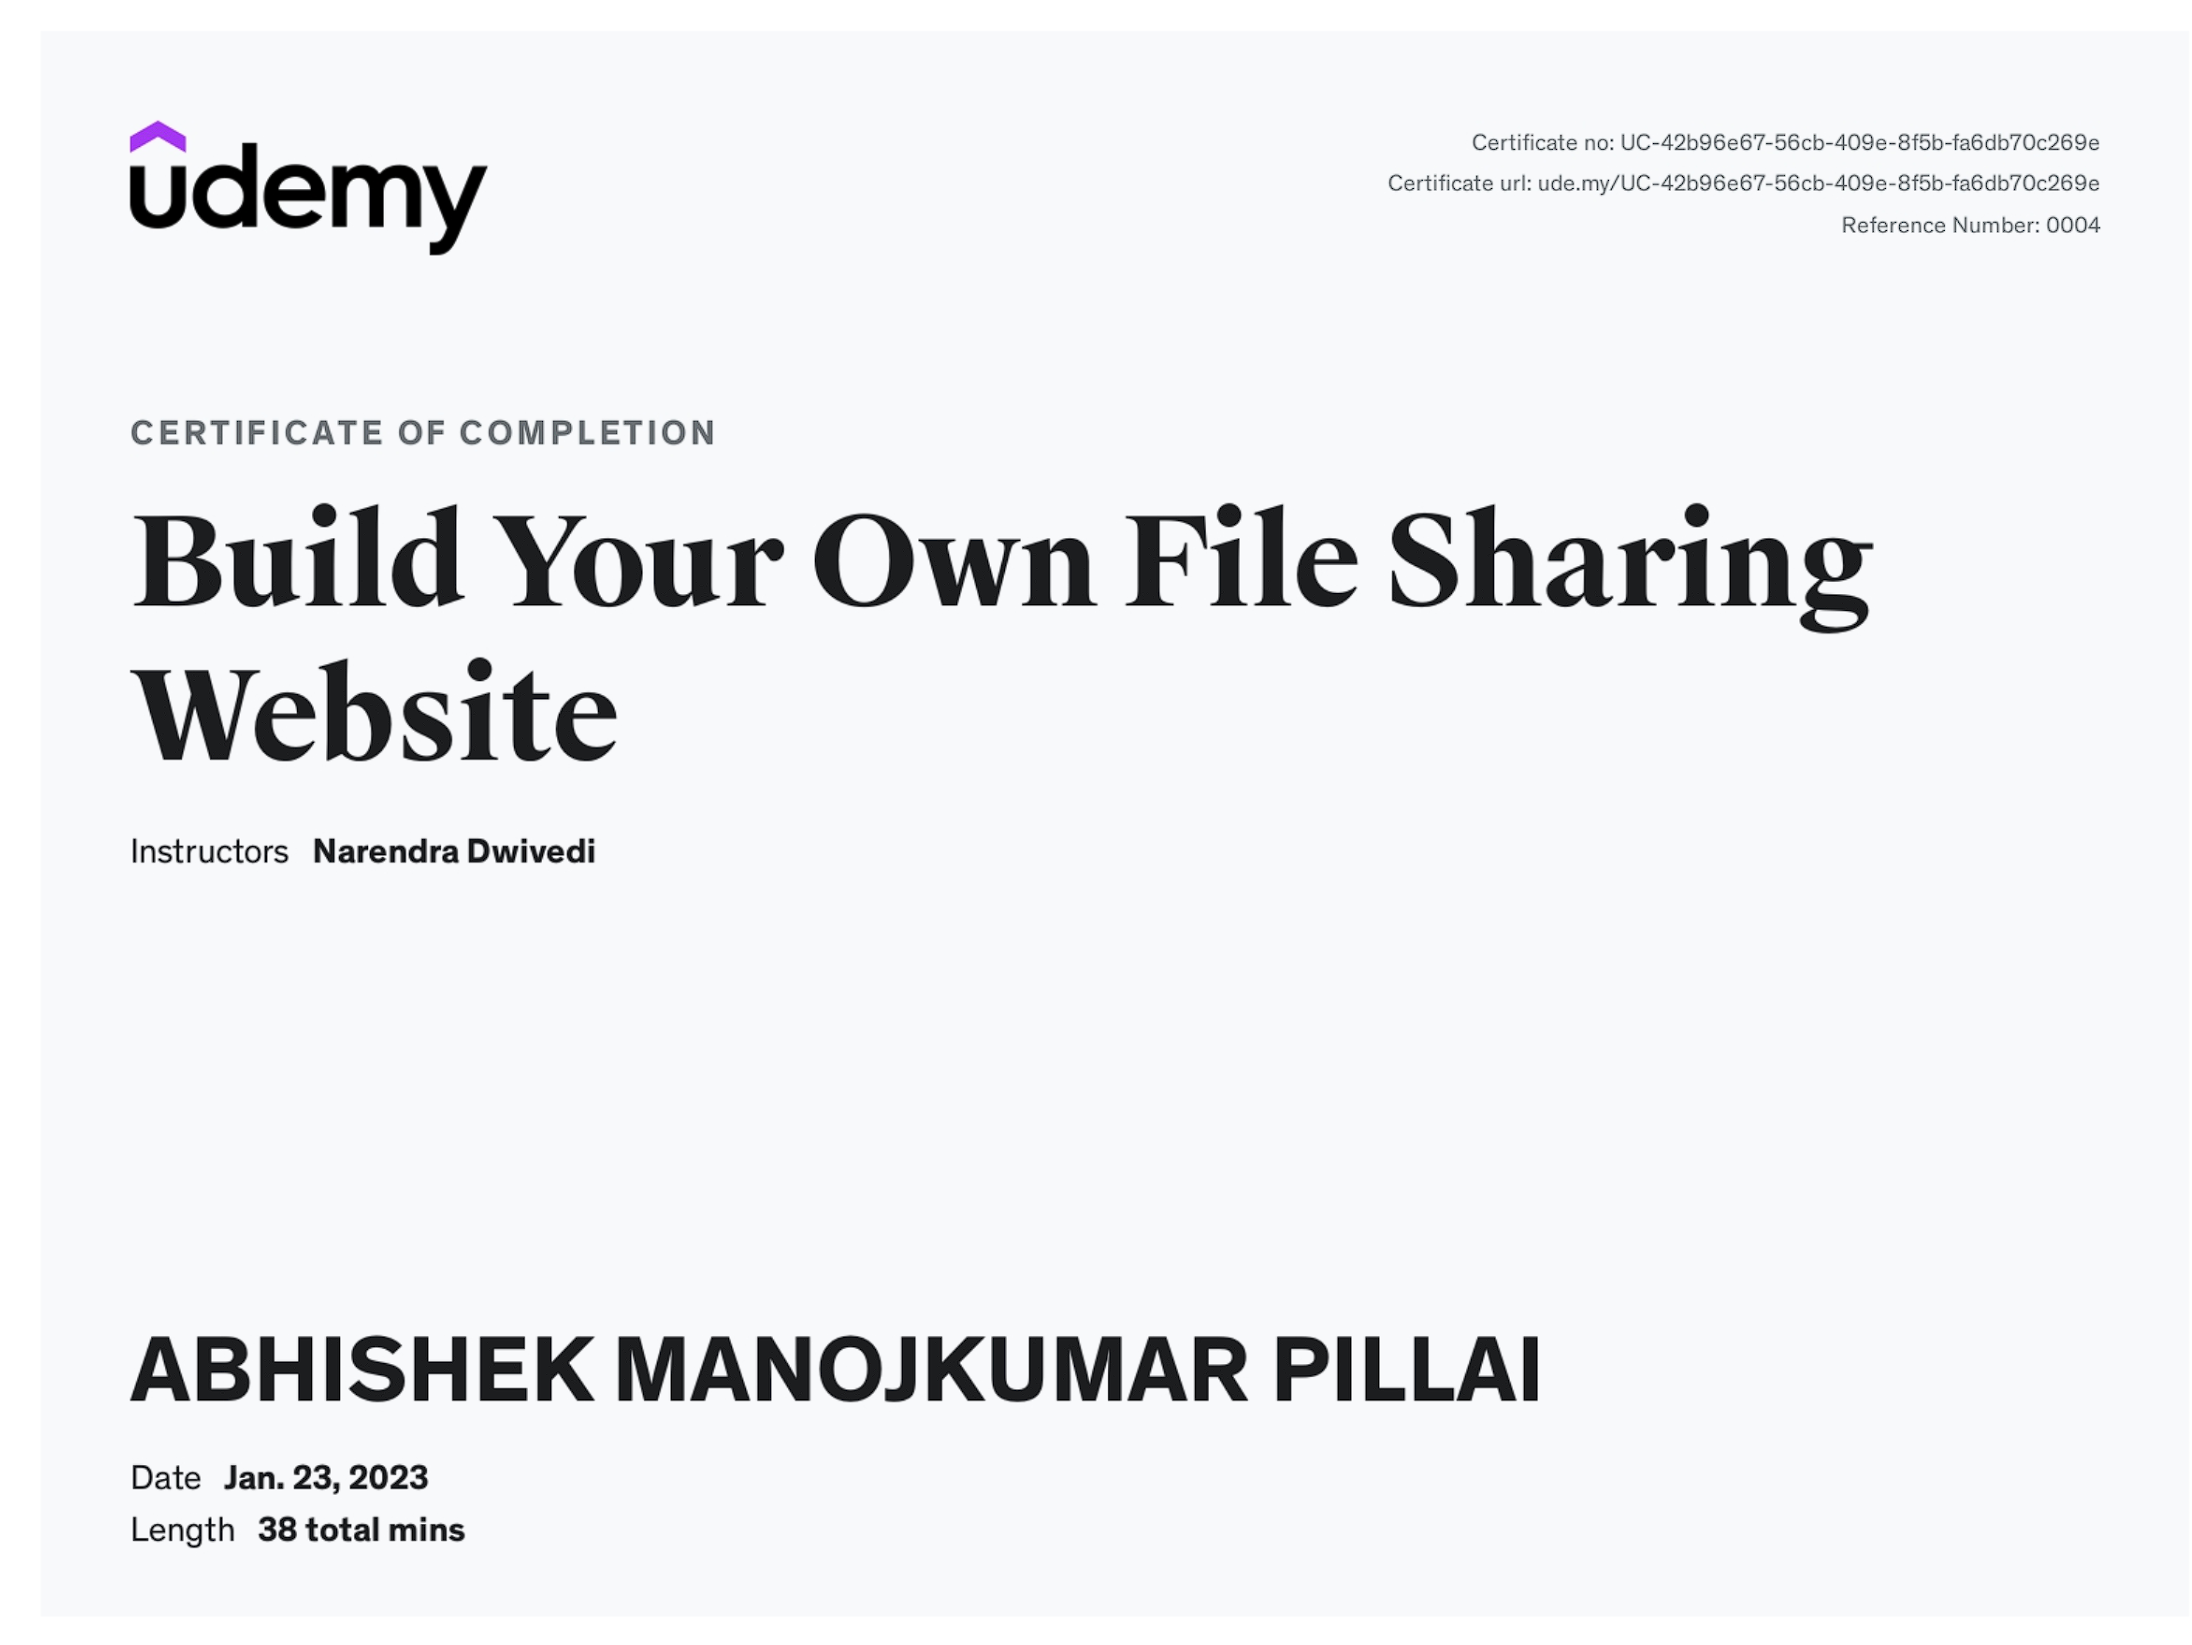 udemy
Certificate no: UC-42b96e67-56cb-409e-8f5b-fa6db70c269e
Certificate url: ude.my/UC-42b96e67-56cb-409e-8f5b-fa6db70c269e
Reference Number: 0004
CERTIFICATE OF COMPLETION
Build Your Own File Sharing
Website
Instructors Narendra Dwivedi
ABHISHEK MANOJKUMAR PILLAI
Date Jan. 23, 2023
Length 38 total mins